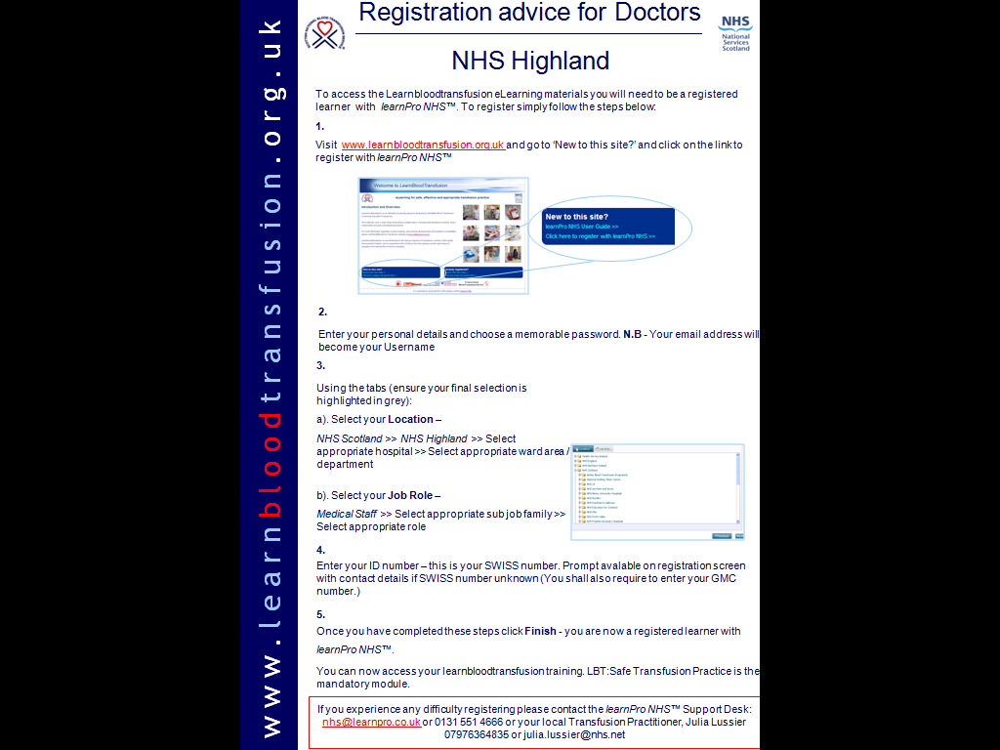 www.learnbloodtransfusion.org.uk
Registration advice for Doctors
NHS
National
Services
Scotland
NHS Highland
To access the Learnbloodtransfusion eLearning materials you will need to be a registered
learner with learnPro NHS™. To register simply follow the steps below:
1.
Visit www.learnbloodtransfusion.org.uk and go to ‘New to this site?’ and click on the link to
register with learnPro NHS™
Welcome to LearnBloodTransfusion
eLearning for safe, effective and appropriate transfusion practice
Introduction and Overview
New to this site?
learnPro NHS User Guide >>
Click here to register with learnPro NHS >>
2.
Enter your personal details and choose a memorable password. N.B - Your email address will
become your Username
3.
Using the tabs (ensure your final selection is
highlighted in grey):
a). Select your Location –
NHS Scotland >> NHS Highland >> Select
appropriate hospital >> Select appropriate ward area /
department
b). Select your Job Role –
Medical Staff >> Select appropriate sub job family >>
Select appropriate role
4.
Enter your ID number – this is your SWISS number. Prompt avalable on registration screen
with contact details if SWISS number unknown (You shall also require to enter your GMC
number.)
5.
Once you have completed these steps click Finish - you are now a registered learner with
learnPro NHS™.
You can now access your learnbloodtransfusion training. LBT:Safe Transfusion Practice is the
mandatory module.
If you experience any difficulty registering please contact the learnPro NHS™ Support Desk:
nhs@learnpro.co.uk or 0131 551 4666 or your local Transfusion Practitioner, Julia Lussier
07976364835 or julia.lussier@nhs.net